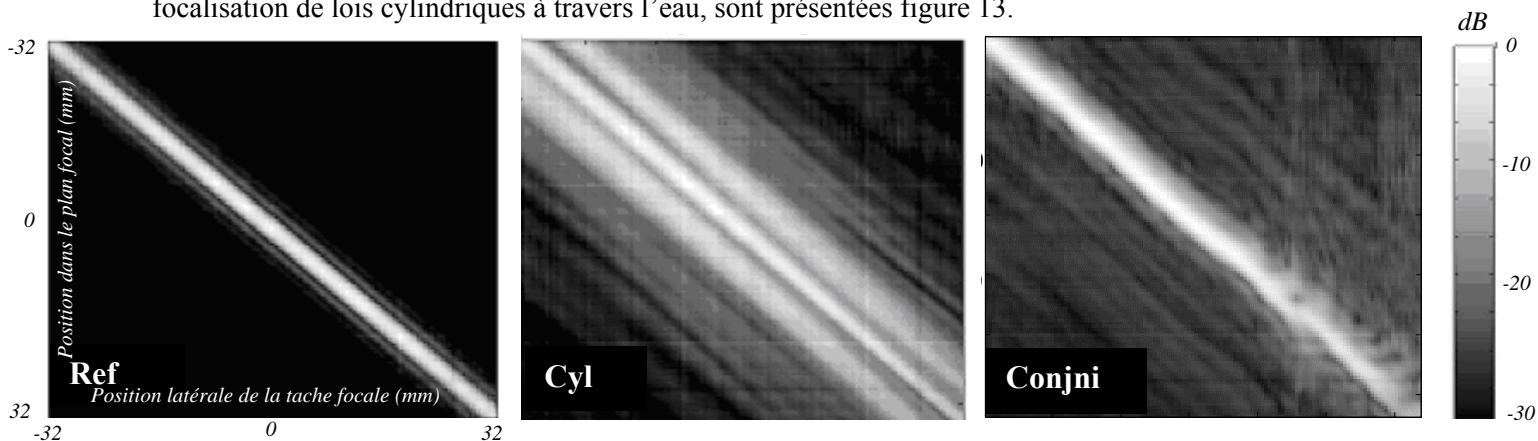 focalisation de lois cylindriques à travers l'eau, sont présentées figure 13.
dB
-32
0
32
Position dans le plan focal (mm)
Ref
Position latérale de la tache focale (mm)
-32
0
32
Cyl
Conjni
0
-10
-20
-30